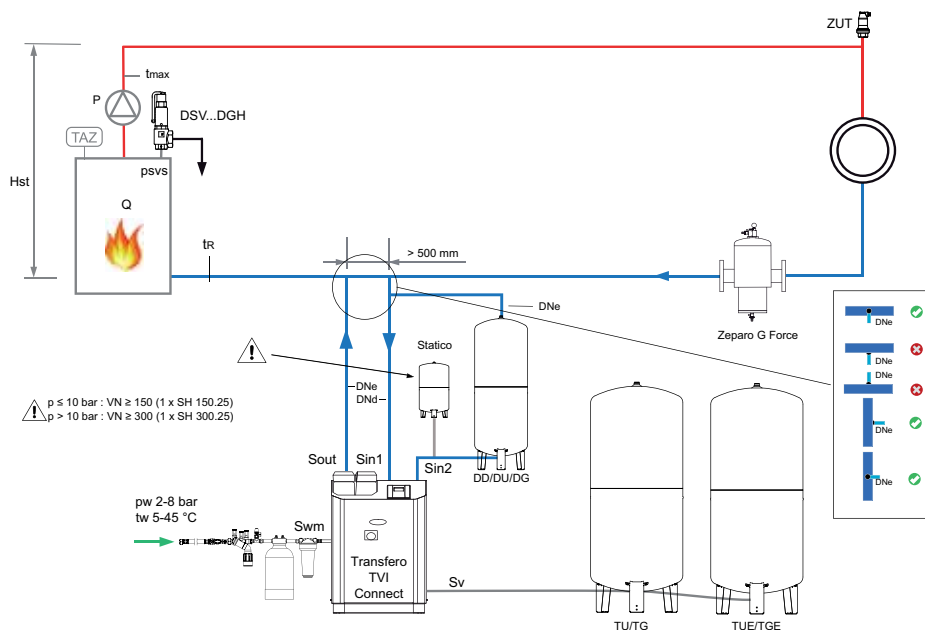 ZUT
tmax
P
DSV...DGH
TAZ
psvs
Hst
Q
tR
> 500 mm
DNe
Zeparo G Force
Statico
DNe
DNd
p ≤ 10 bar : VN ≥ 150 (1 x SH 150.25)
p > 10 bar : VN ≥ 300 (1 x SH 300.25)
Sout
Sin1
Sin2
DD/DU/DG
pw 2-8 bar
tw 5-45 °C
Swm
Transfero
TVI
Connect
Sv
TU/TG
TUE/TGE
DNe
DNe
DNe
DNe
DNe